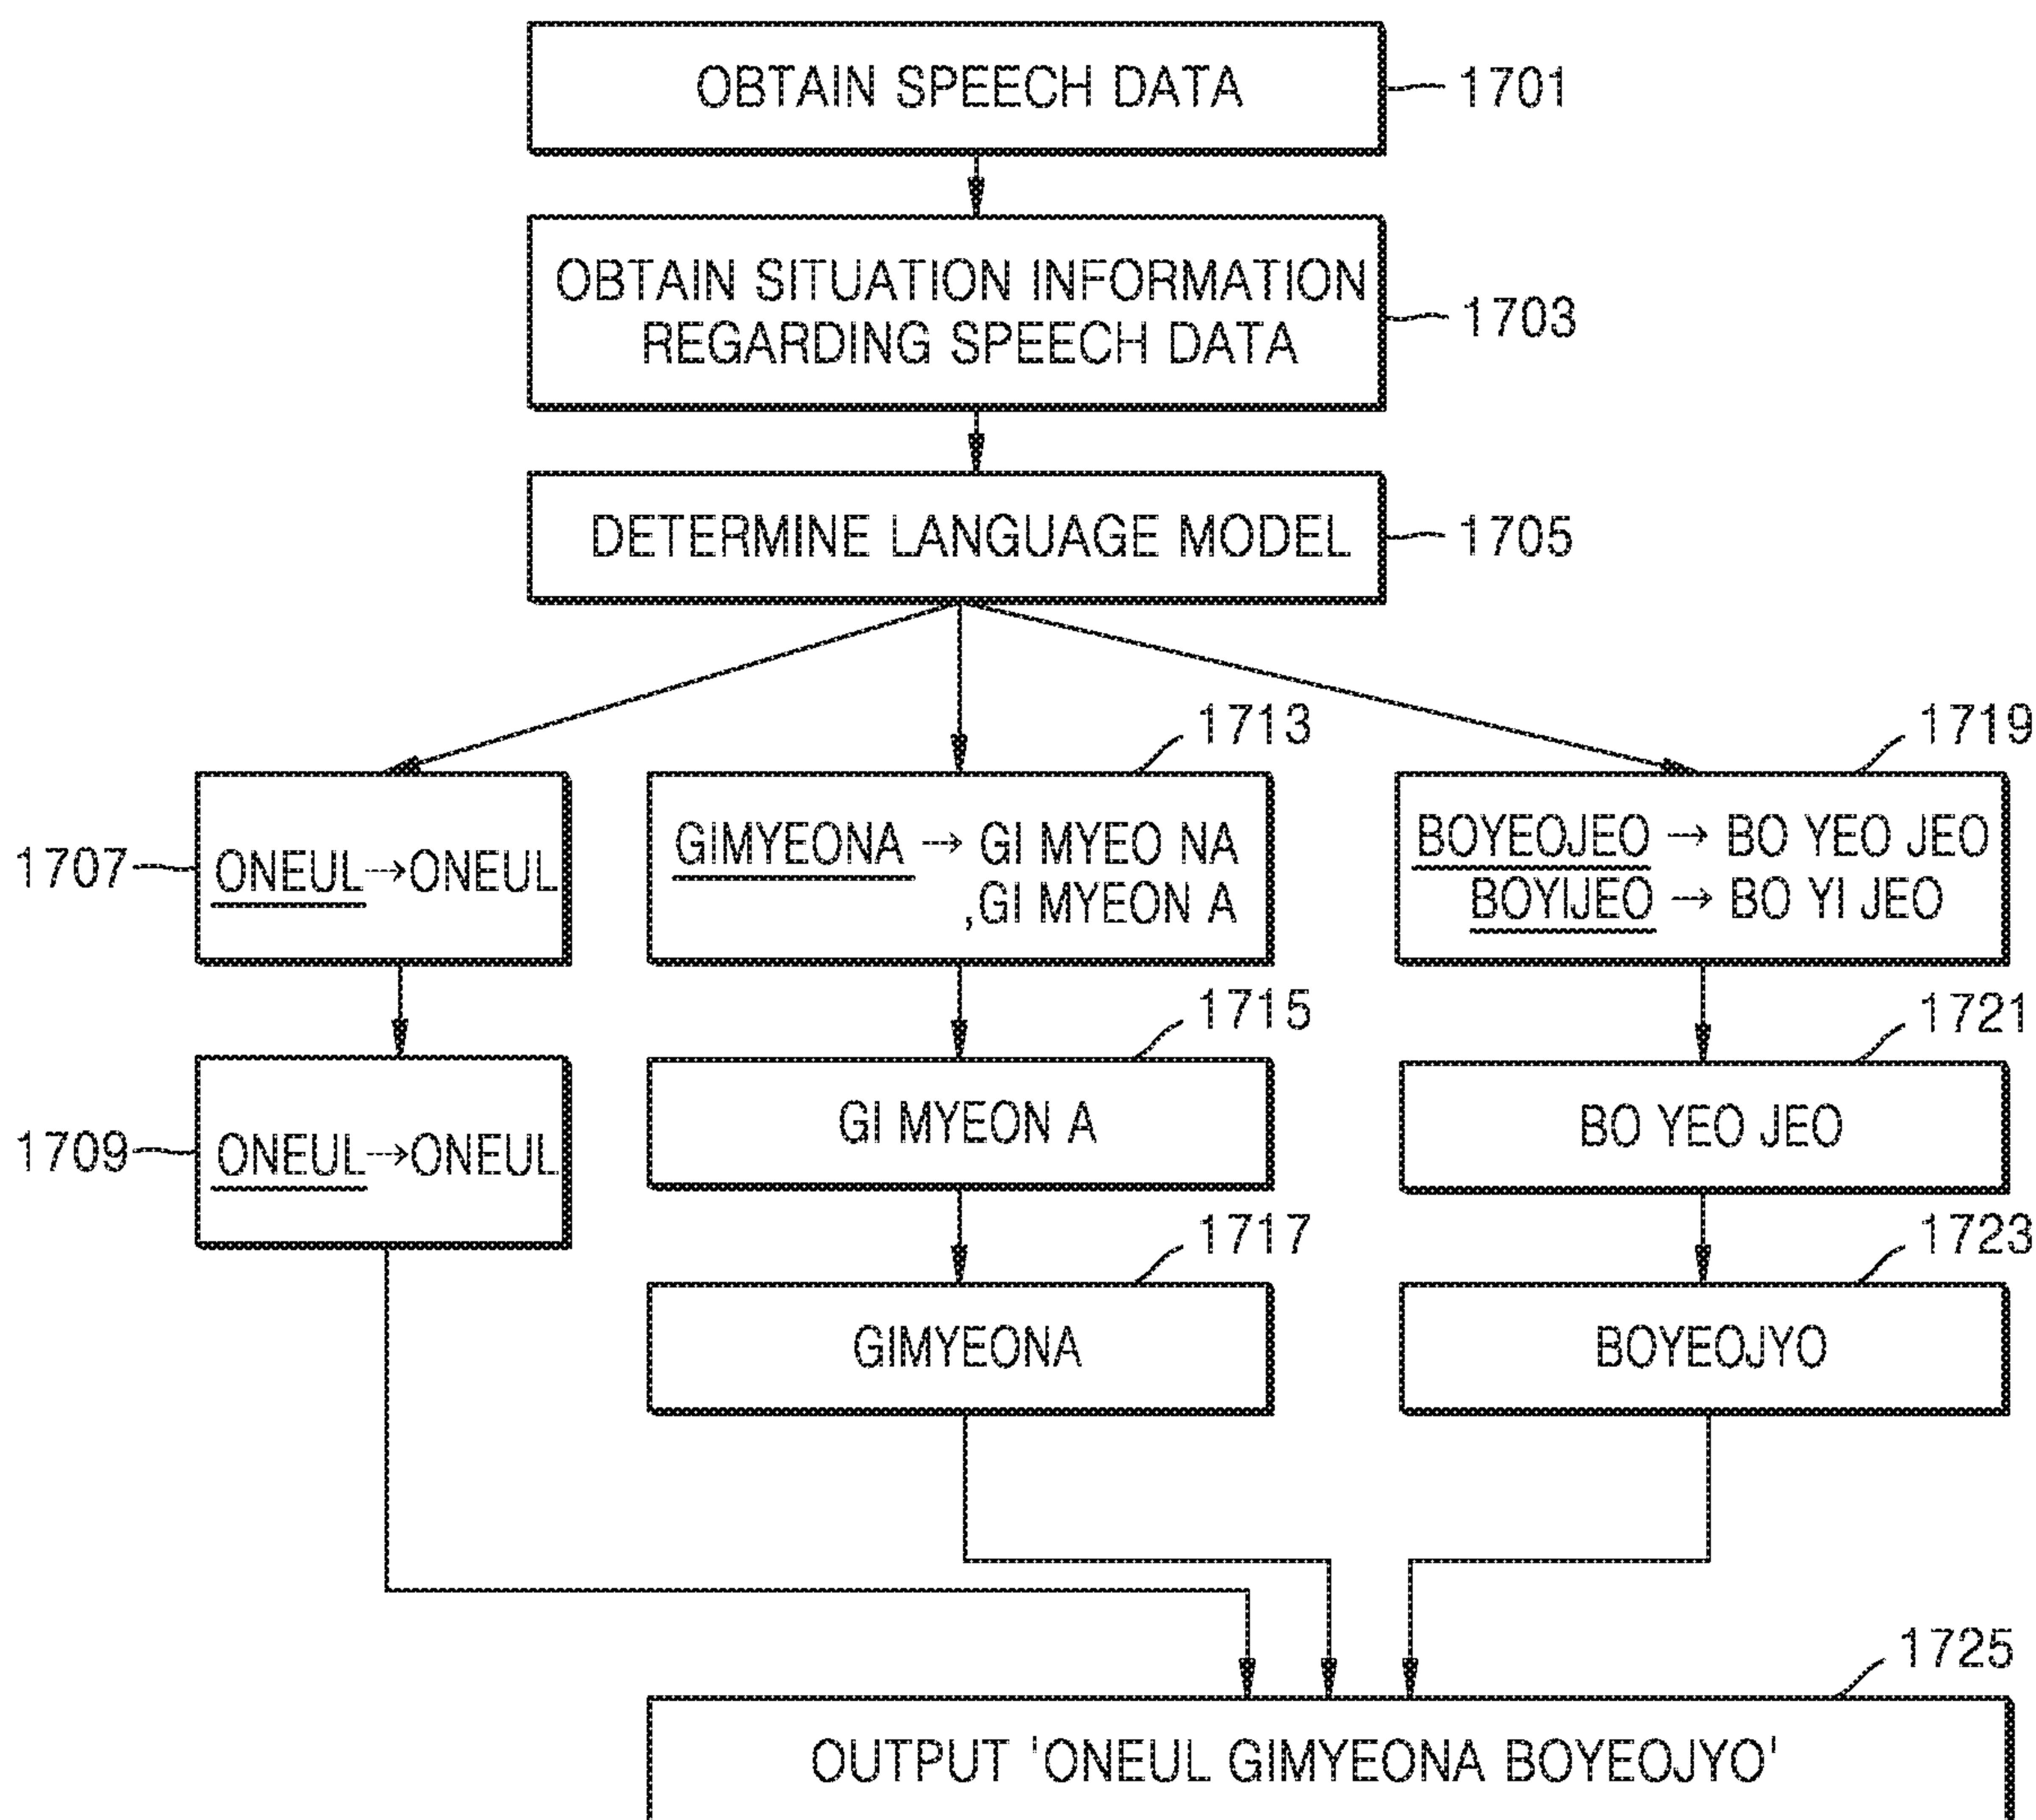 OBTAIN SPEECH DATA
1701
OBTAIN SITUATION INFORMATION
REGARDING SPEECH DATA
1703
DETERMINE LANGUAGE MODEL
1705
1707
ONEUL→ONEUL
1713
GIMYEONA → GI MYEO NA
,GI MYEON A
1719
BOYEOJEO → BO YEO JEO
BOYIJEO → BO YI JEO
1709
ONEUL→ONEUL
1715
GI MYEON A
1721
BO YEO JEO
1717
GIMYEONA
1723
BOYEOJYO
1725
OUTPUT 'ONEUL GIMYEONA BOYEOJYO'